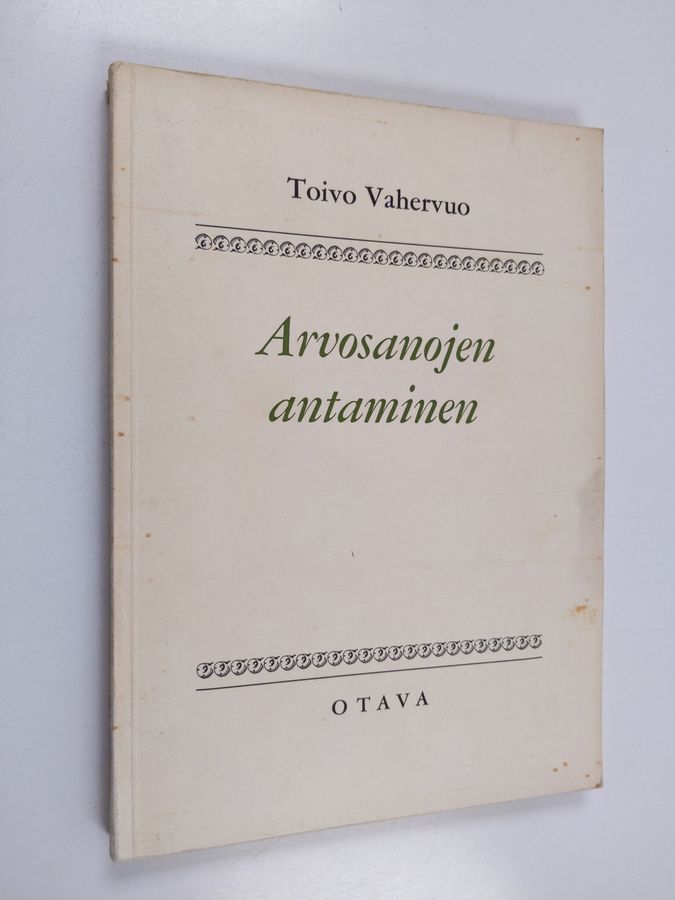 Toivo Vahervuo
Arvosanojen
antaminen
OTAVA